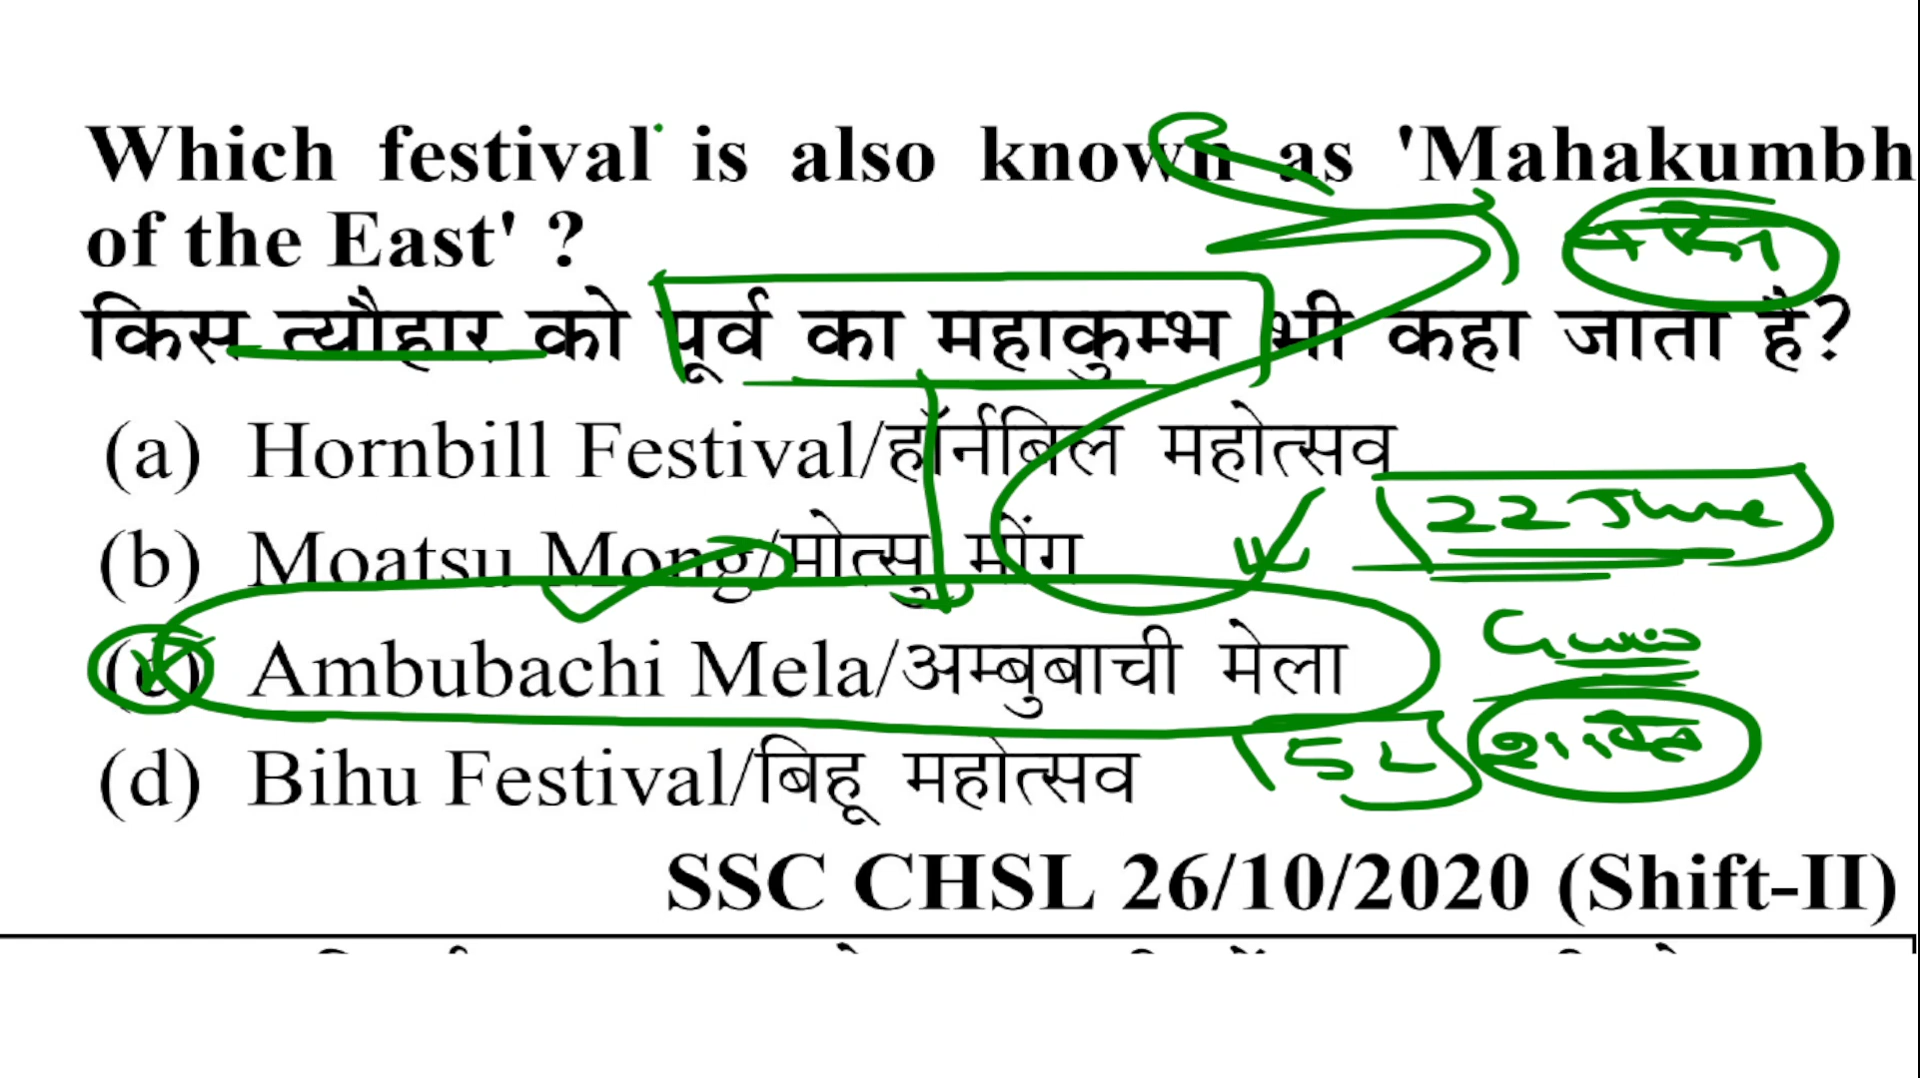 Which festival is also known as 'Mahakumbh
of the East' ?
किस त्यौहार को पूर्व का महाकुम्भ भी कहा जाता है?
(a) Hornbill Festival/हॉर्नबिल महोत्सव
22 June
(b) Moatsu Mong/मोत्सु मोंग
(c) Ambubachi Mela/अम्बुबाची मेला
(d) Bihu Festival/बिहू महोत्सव
SSC CHSL 26/10/2020 (Shift-II)